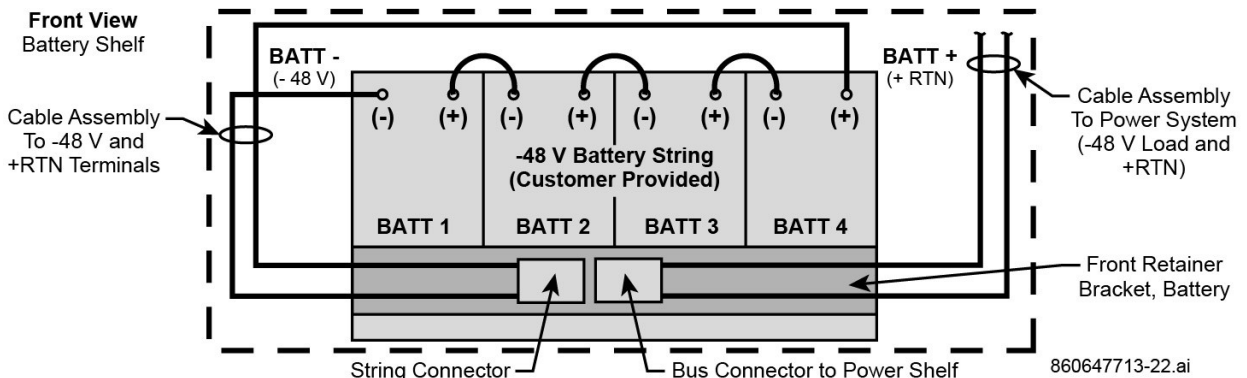 Front View
Battery Shelf
BATT -
(- 48 V)
BATT +
(+ RTN)
Cable Assembly
To -48 V and
+RTN Terminals
(-) (+) (-) (+) (-) (+) (-) (+)
Cable Assembly
To Power System
(-48 V Load and
+RTN)
-48 V Battery String
(Customer Provided)
BATT 1 BATT 2 BATT 3 BATT 4
Front Retainer
Bracket, Battery
String Connector
Bus Connector to Power Shelf
860647713-22.ai